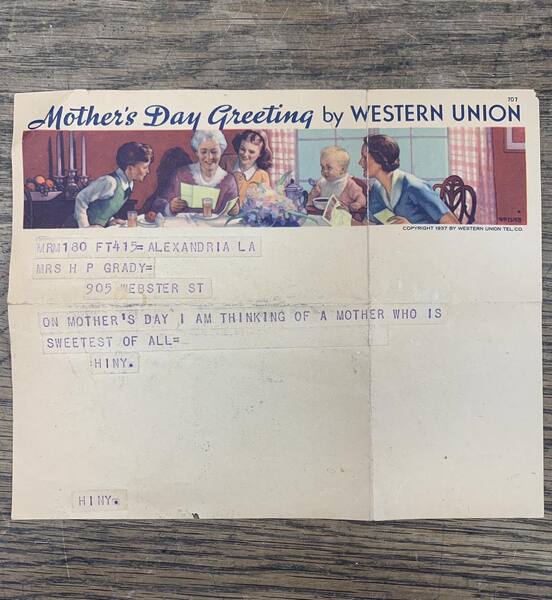 707
Mother's Day Greeting by WESTERN UNION
COPYRIGHT 1937 BY WESTERN UNION TEL. CO.
MRM180 FT415= ALEXANDRIA LA
MRS H P GRADY=
905 WEBSTER ST
ON MOTHER'S DAY I AM THINKING OF A MOTHER WHO IS
SWEETEST OF ALL=
HINY.
HINY.